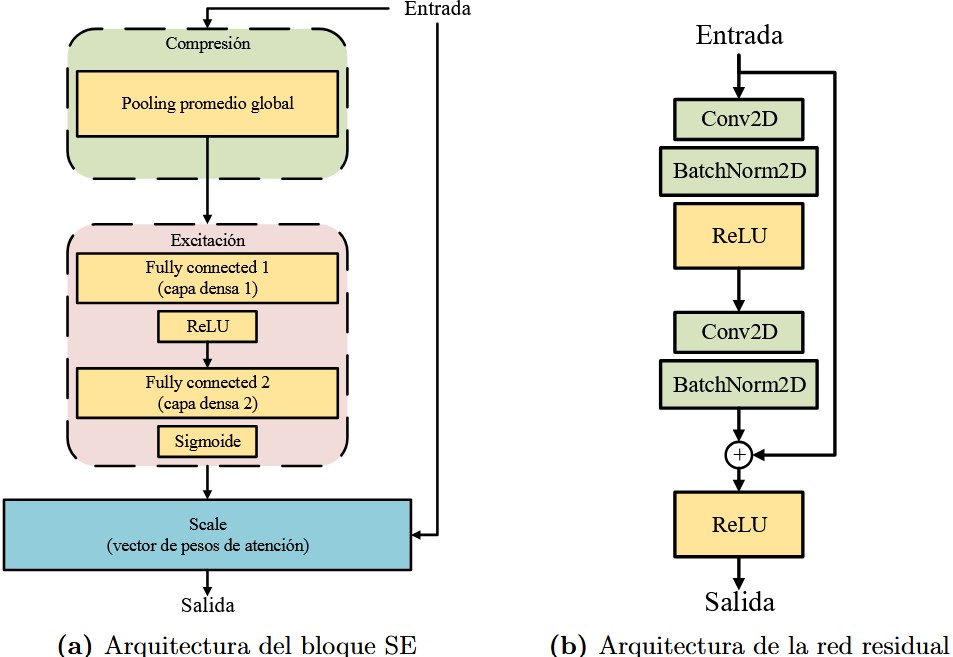 Entrada
Compresión
Pooling promedio global
Excitación
Fully connected 1
(capa densa 1)
ReLU
Fully connected 2
(capa densa 2)
Sigmoide
Scale
(vector de pesos de atención)
Salida
(a) Arquitectura del bloque SE
Entrada
Conv2D
BatchNorm2D
ReLU
Conv2D
BatchNorm2D
+
ReLU
Salida
(b) Arquitectura de la red residual